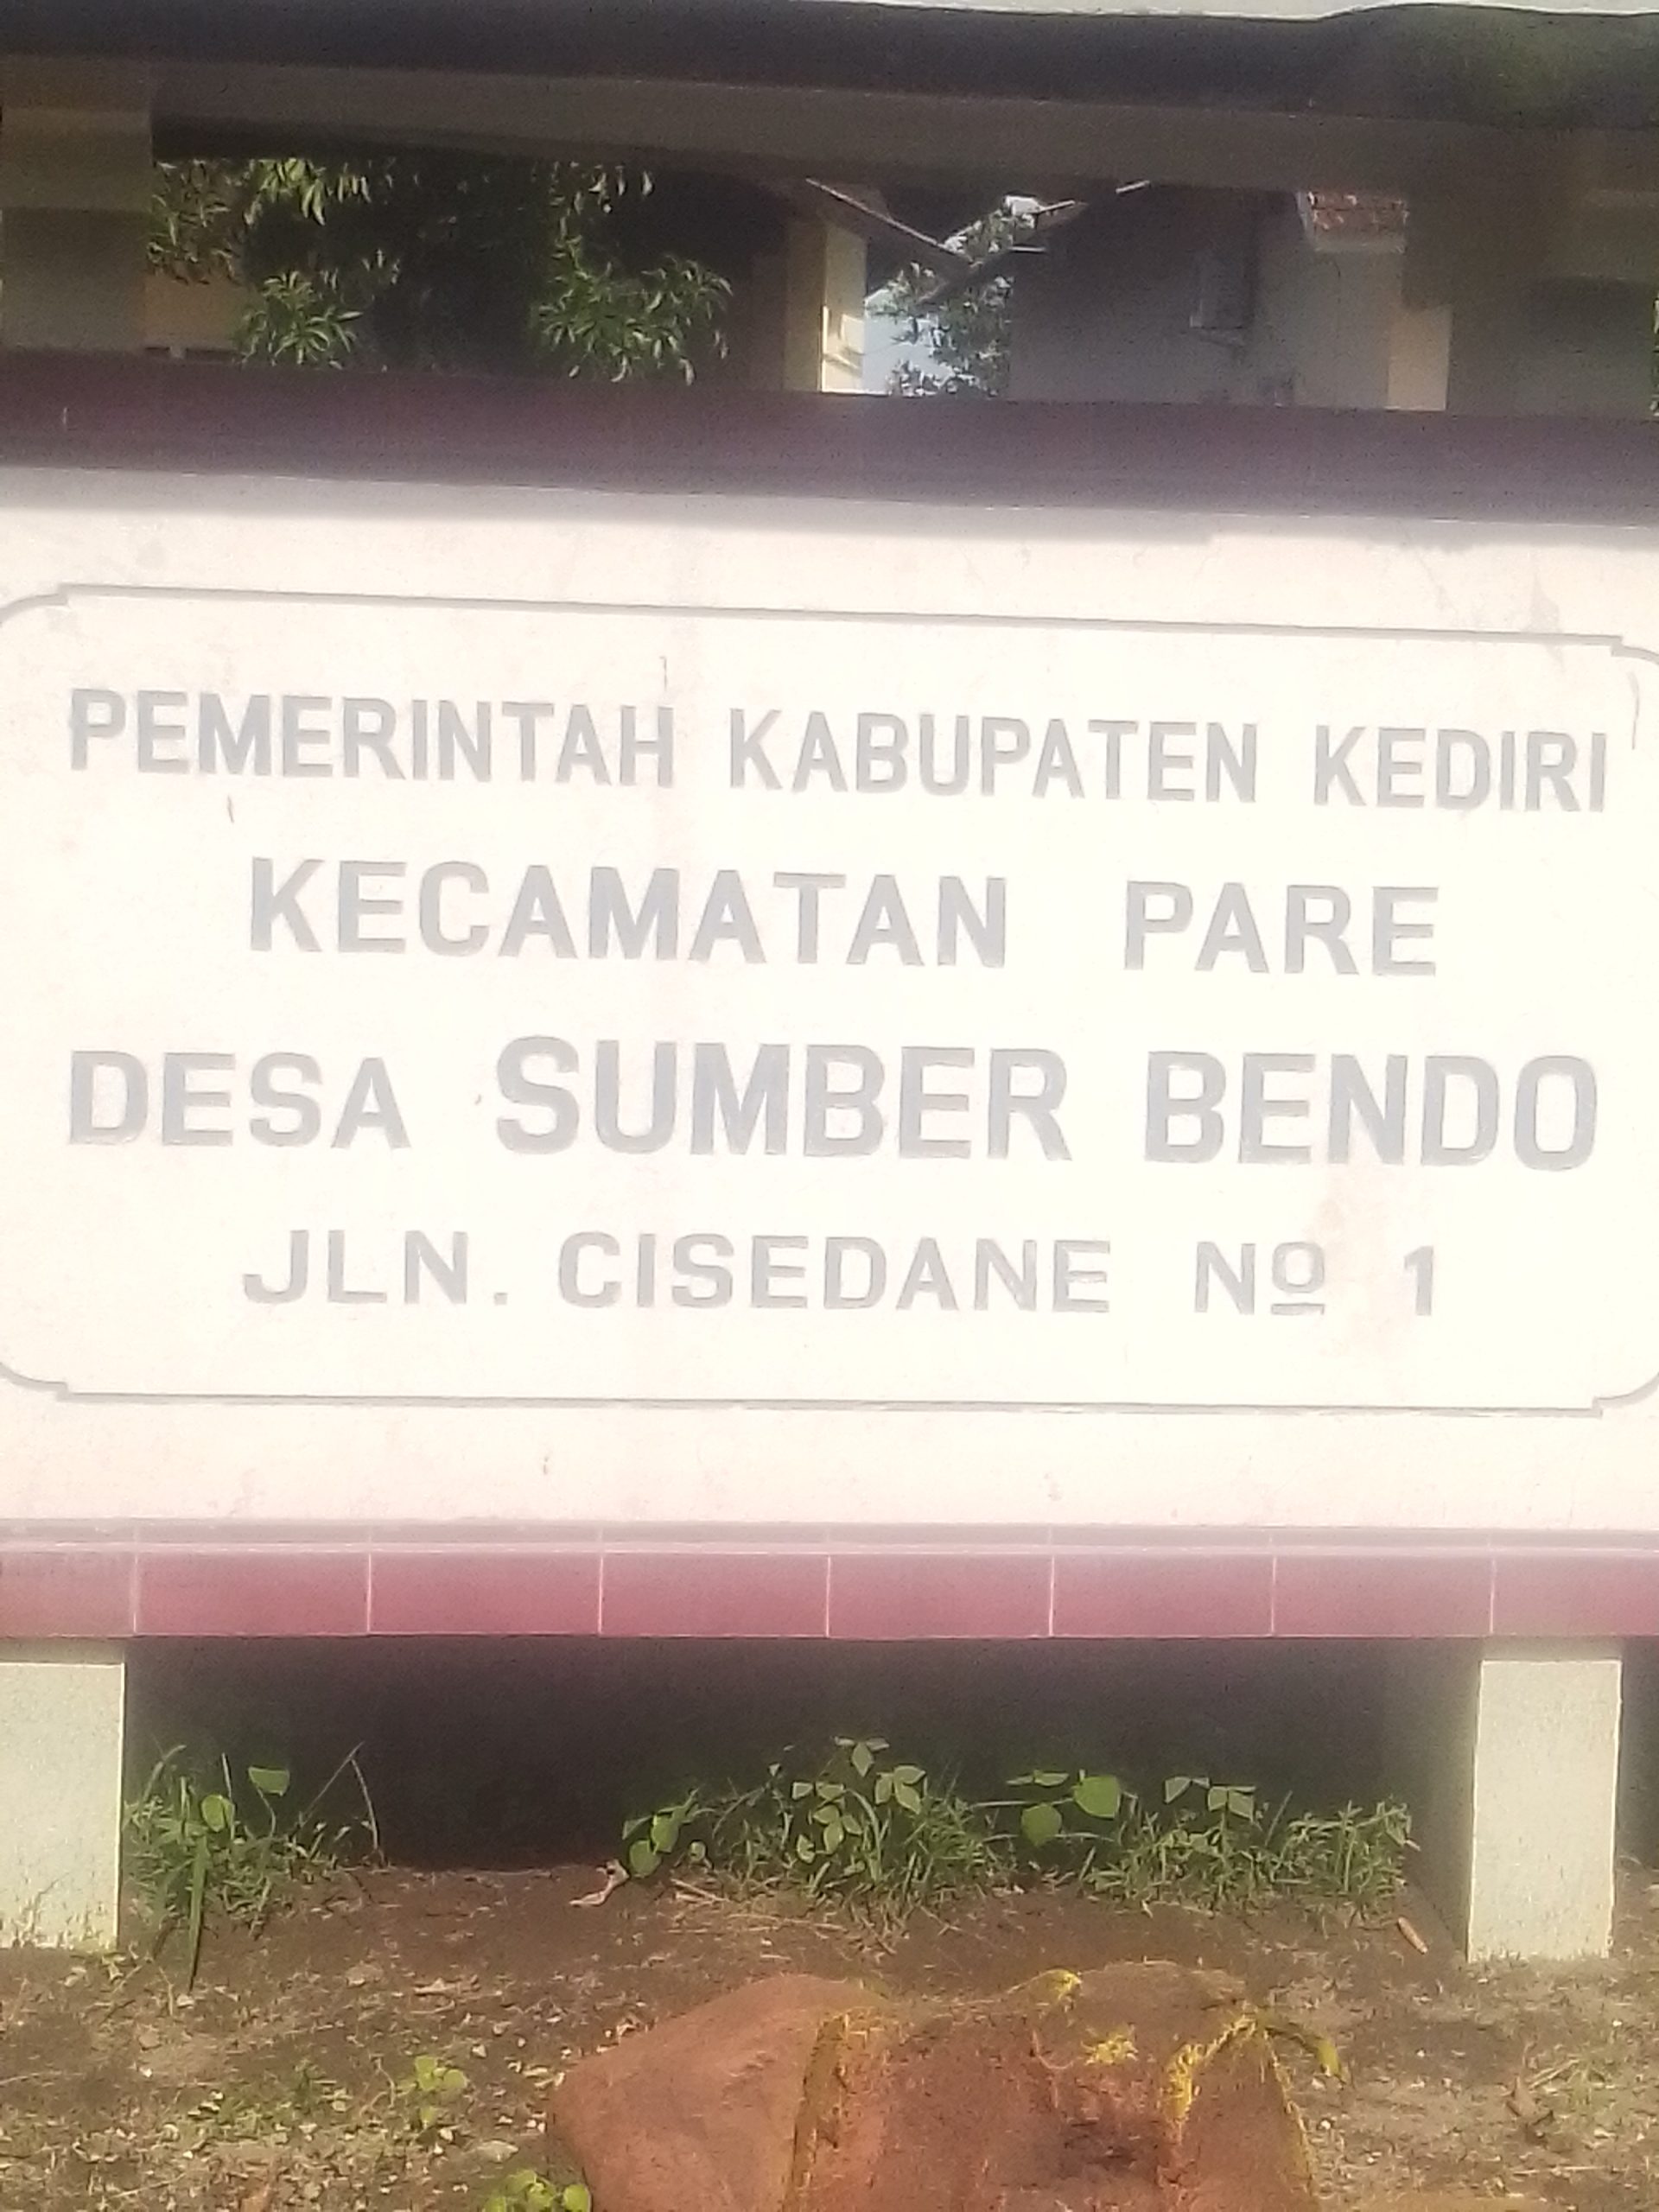 PEMERINTAH KABUPATEN KEDIRI
KECAMATAN PARE
DESA SUMBER BENDO
JLN. CISEDANE Nº 1